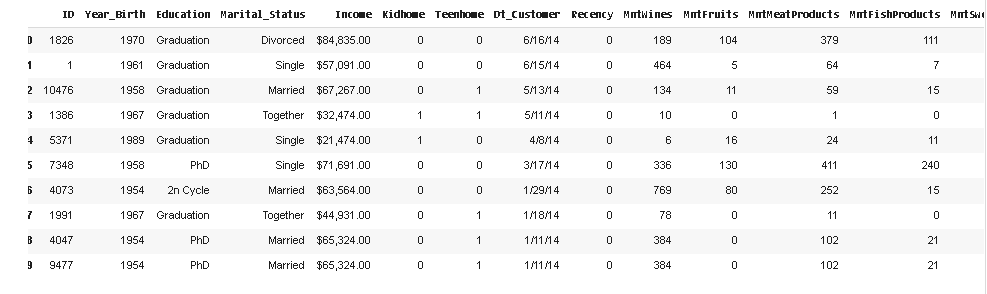 ID Year_Birth Education Marital_Status Income Kidhome Teenhome Dt_Customer Recency MntWines MntFruits MntMeatProducts MntFishProducts MntSw
0 1826 1970 Graduation Divorced $84,835.00 0 0 6/16/14 0 189 104 379 111
1 1 1961 Graduation Single $57,091.00 0 0 6/15/14 0 464 5 64 7
2 10476 1958 Graduation Married $67,267.00 0 1 5/13/14 0 134 11 59 15
3 1386 1967 Graduation Together $32,474.00 1 1 5/11/14 0 10 0 1 0
4 5371 1989 Graduation Single $21,474.00 1 0 4/8/14 0 6 16 24 11
5 7348 1958 PhD Single $71,691.00 0 0 3/17/14 0 336 130 411 240
6 4073 1954 2n Cycle Married $63,564.00 0 0 1/29/14 0 769 80 252 15
7 1991 1967 Graduation Together $44,931.00 0 1 1/18/14 0 78 0 11 0
8 4047 1954 PhD Married $65,324.00 0 1 1/11/14 0 384 0 102 21
9 9477 1954 PhD Married $65,324.00 0 1 1/11/14 0 384 0 102 21